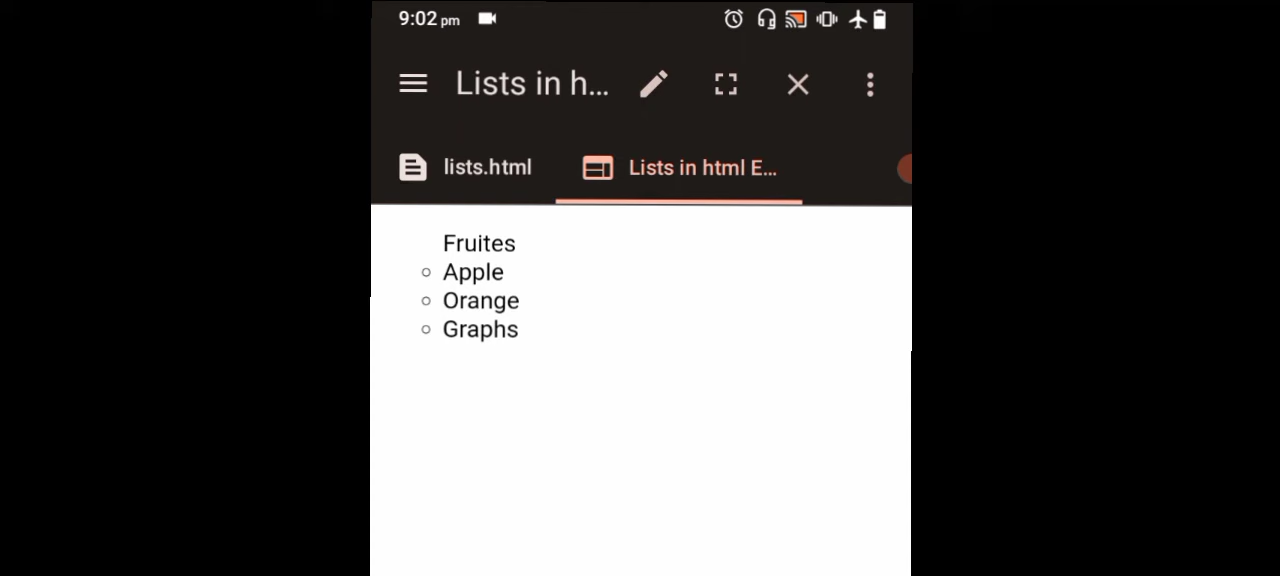 9:02 pm
Lists in h...
lists.html
Lists in html E...
Fruites
Apple
Orange
Graphs